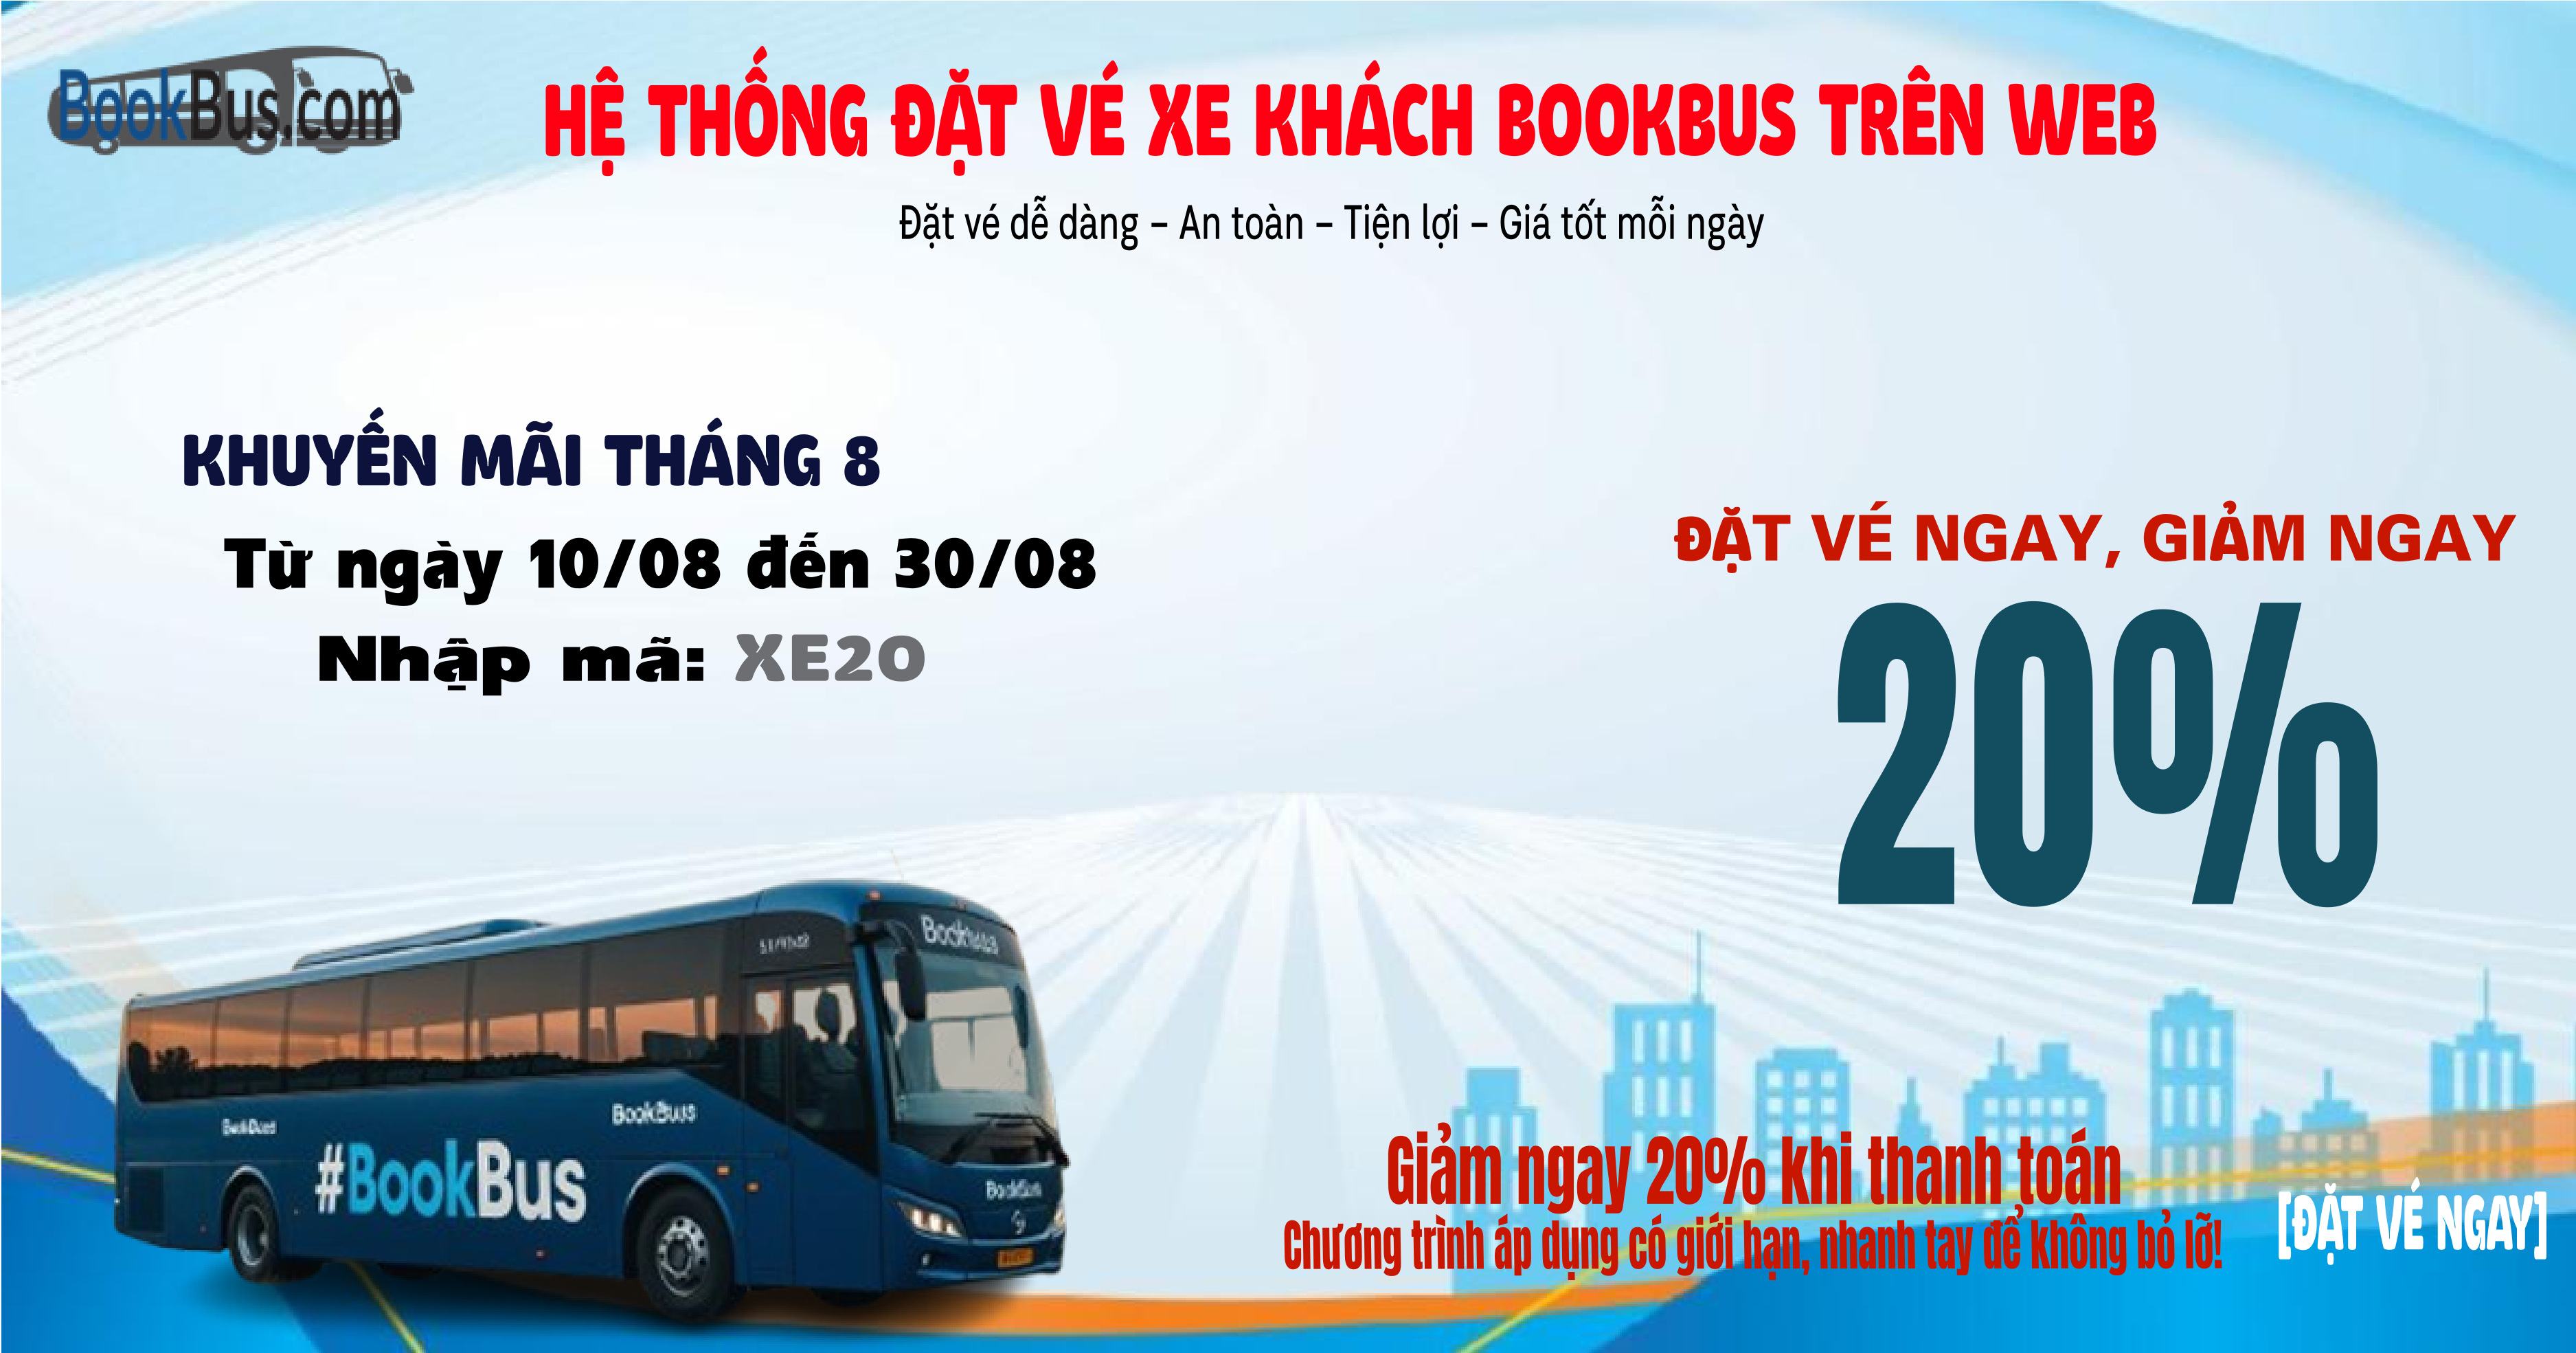 BookBus.com
HỆ THỐNG ĐẶT VÉ XE KHÁCH BOOKBUS TRÊN WEB
Đặt vé dễ dàng – An toàn – Tiện lợi – Giá tốt mỗi ngày
KHUYẾN MÃI THÁNG 8
Từ ngày 10/08 đến 30/08
Nhập mã: XE20
ĐẶT VÉ NGAY, GIẢM NGAY
20%
BookBuss
#BookBus
Giảm ngay 20% khi thanh toán
Chương trình áp dụng có giới hạn, nhanh tay để không bỏ lỡ!
[ĐẶT VÉ NGAY]